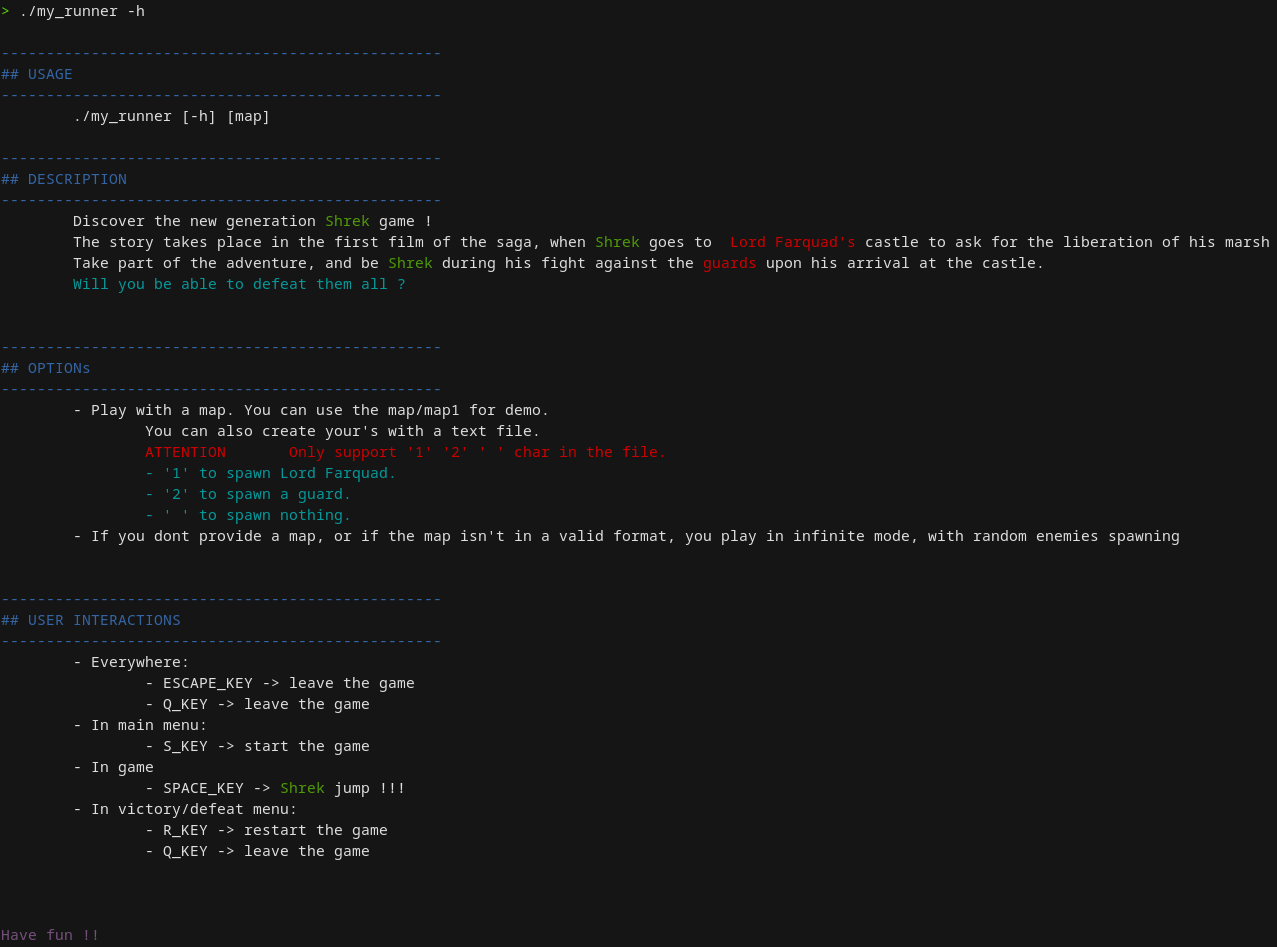 > ./my_runner -h
-------------------------------------------------
## USAGE
-------------------------------------------------
./my_runner [-h] [map]
-------------------------------------------------
## DESCRIPTION
-------------------------------------------------
Discover the new generation Shrek game !
The story takes place in the first film of the saga, when Shrek goes to  Lord Farquad's castle to ask for the liberation of his marsh
Take part of the adventure, and be Shrek during his fight against the guards upon his arrival at the castle.
Will you be able to defeat them all ?
-------------------------------------------------
## OPTIONs
-------------------------------------------------
- Play with a map. You can use the map/map1 for demo.
You can also create your's with a text file.
ATTENTION       Only support '1' '2' ' ' char in the file.
- '1' to spawn Lord Farquad.
- '2' to spawn a guard.
- ' ' to spawn nothing.
- If you dont provide a map, or if the map isn't in a valid format, you play in infinite mode, with random enemies spawning
-------------------------------------------------
## USER INTERACTIONS
-------------------------------------------------
- Everywhere:
- ESCAPE_KEY -> leave the game
- Q_KEY -> leave the game
- In main menu:
- S_KEY -> start the game
- In game
- SPACE_KEY -> Shrek jump !!!
- In victory/defeat menu:
- R_KEY -> restart the game
- Q_KEY -> leave the game
Have fun !!